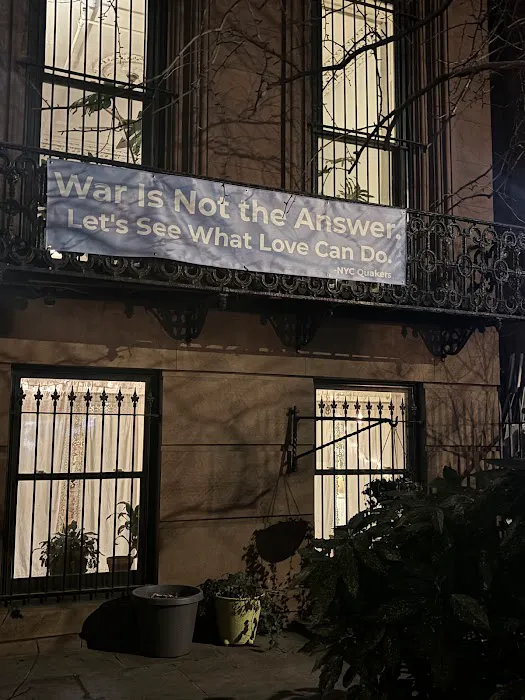 War is Not the Answer.
Let's See What Love Can Do.
-NYC Quakers